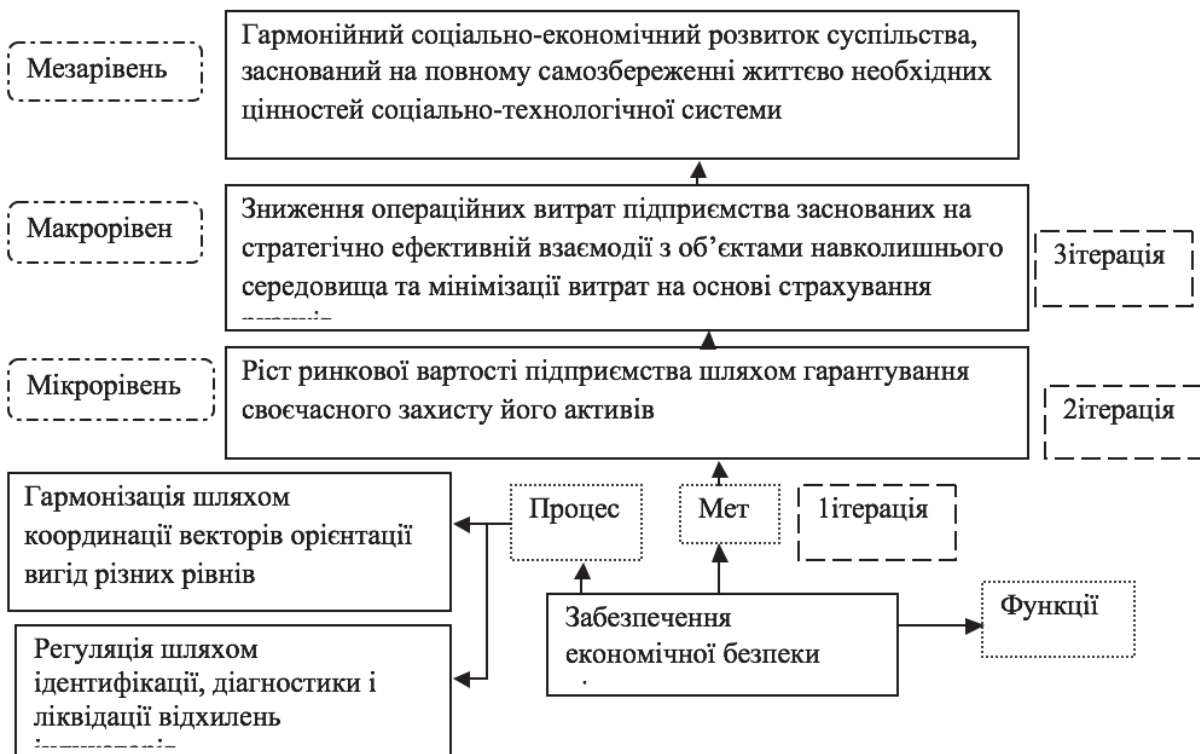 Мезарівень
Гармонійний соціально-економічний розвиток суспільства,
заснований на повному самозбереженні життєво необхідних
цінностей соціально-технологічної системи
Макрорівен
Зниження операційних витрат підприємства заснованих на
стратегічно ефективній взаємодії з об’єктами навколишнього
середовища та мінімізації витрат на основі страхування
3ітерація
Мікрорівень
Ріст ринкової вартості підприємства шляхом гарантування
своєчасного захисту його активів
2ітерація
Гармонізація шляхом
координації векторів орієнтації
вигід різних рівнів
Процес
Мет
1ітерація
Забезпечення
економічної безпеки
Функції
Регуляція шляхом
ідентифікації, діагностики і
ліквідації відхилень